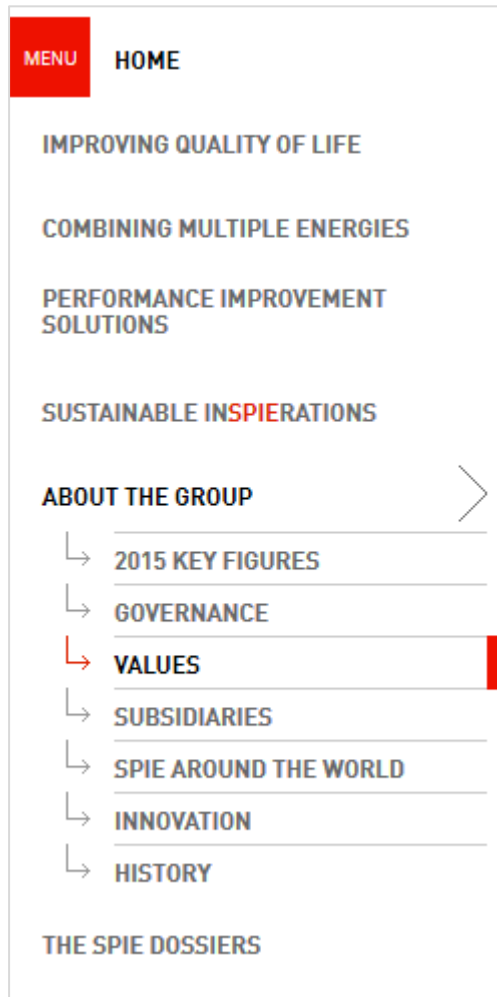 MENU HOME
IMPROVING QUALITY OF LIFE
COMBINING MULTIPLE ENERGIES
PERFORMANCE IMPROVEMENT
SOLUTIONS
SUSTAINABLE INSPIERATIONS
ABOUT THE GROUP
2015 KEY FIGURES
GOVERNANCE
VALUES
SUBSIDIARIES
SPIE AROUND THE WORLD
INNOVATION
HISTORY
THE SPIE DOSSIERS